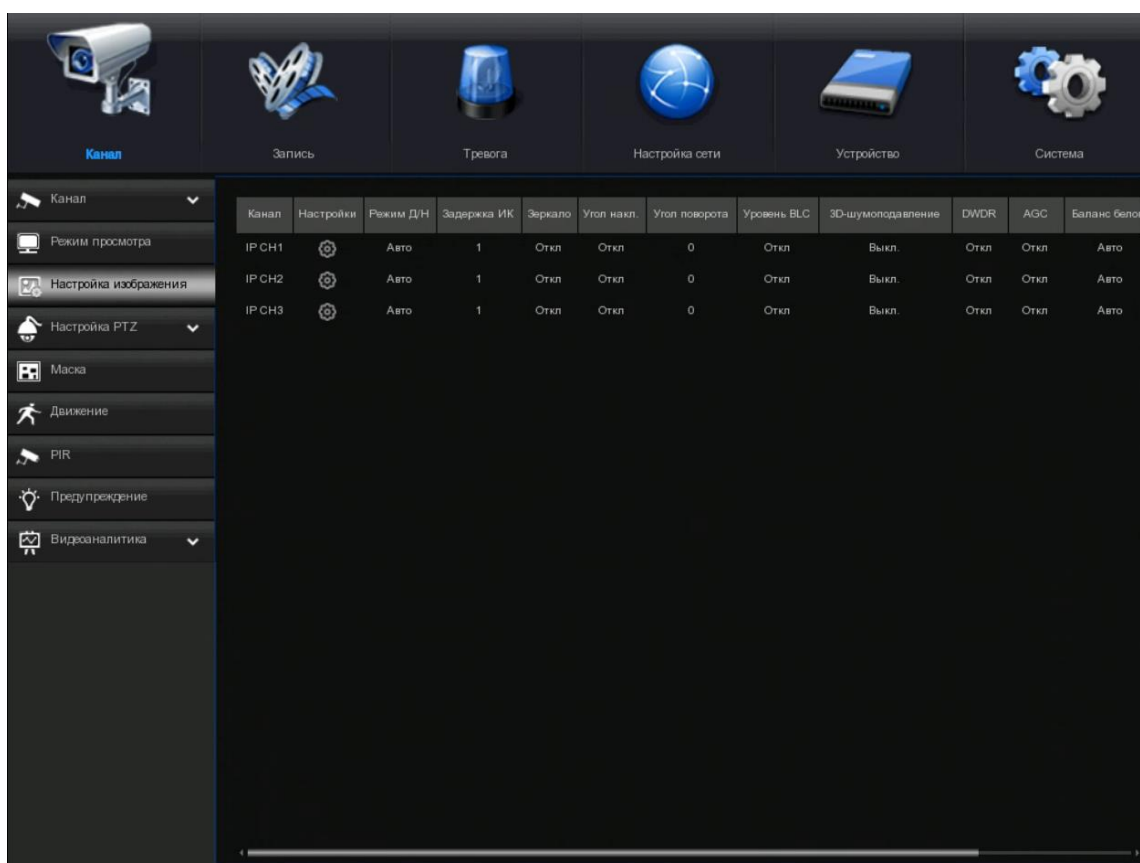 Канал Запись Тревога Настройка сети Устройство Система
Канал
Режим просмотра
Настройка изображения
Настройка PTZ
Маска
Движение
PIR
Предупреждение
Видеоаналитика
Канал Настройки Режим Д/Н Задержка ИК Зеркало Угол накл. Угол поворота Уровень BLC 3D-шумоподавление DWDR AGC Баланс бело
IP CH1 Авто 1 Откл Откл 0 Откл Выкл. Откл Откл Авто
IP CH2 Авто 1 Откл Откл 0 Откл Выкл. Откл Откл Авто
IP CH3 Авто 1 Откл Откл 0 Откл Выкл. Откл Откл Авто